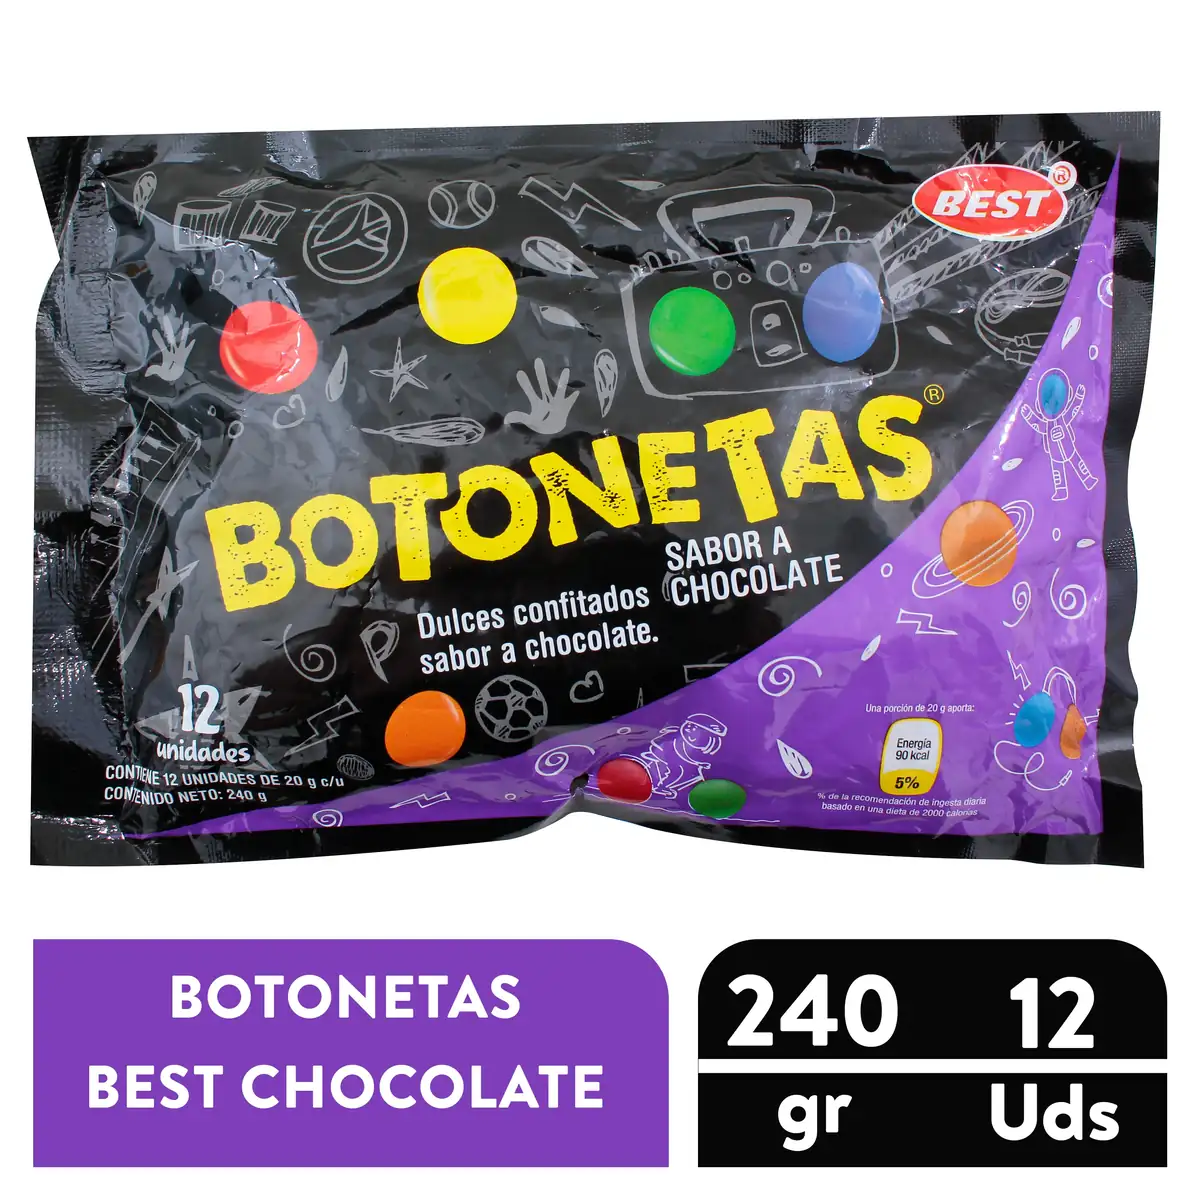 BEST®
BOTONETAS®
SABOR A
CHOCOLATE
Dulces confitados
sabor a chocolate.
12
unidades
CONTIENE 12 UNIDADES DE 20 g c/u
CONTENIDO NETO: 240 g
Una porción de 20 g aporta:
Energía
90 kcal
5%
% de la recomendación de ingesta diaria
basado en una dieta de 2000 calorías
BOTONETAS
BEST CHOCOLATE
240 12
gr Uds